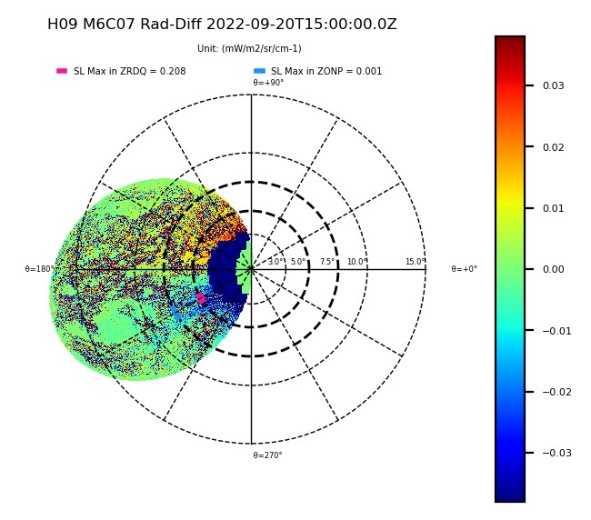 H09 M6C07 Rad-Diff 2022-09-20T15:00:00.0Z
Unit: (mW/m2/sr/cm-1)
SL Max in ZRDQ = 0.208
SL Max in ZONP = 0.001
θ=+90°
0.03
0.02
0.01
θ=180°
3.0°
5.0°
7.5°
10.0°
15.0°
θ=+0°
0.00
−0.01
−0.02
−0.03
θ=270°